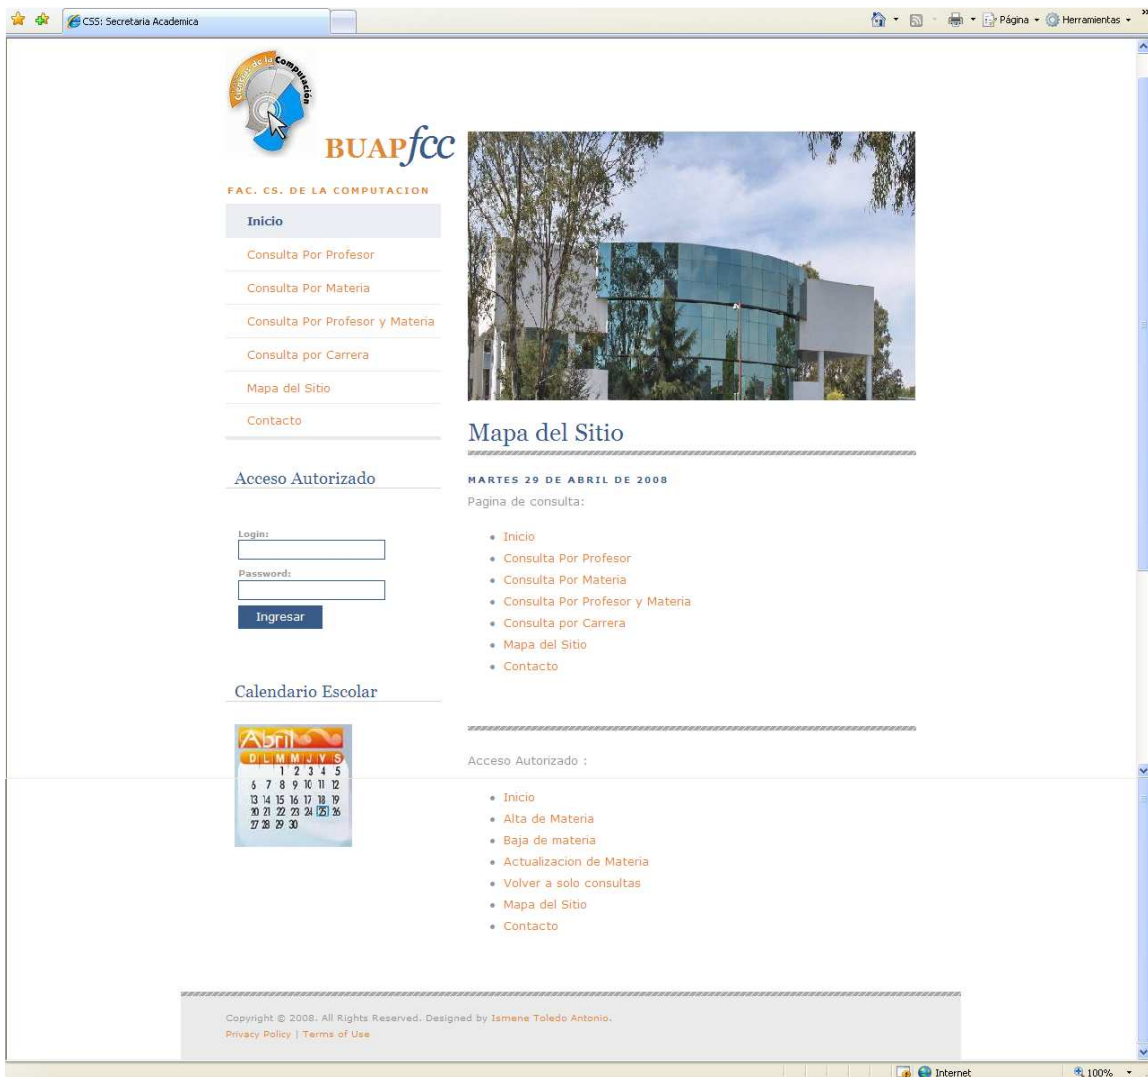 CSS: Secretaria Academica
Página
Herramientas
»
Ciencias de la Computación
BUAP fcc
FAC. CS. DE LA COMPUTACION
Inicio
Consulta Por Profesor
Consulta Por Materia
Consulta Por Profesor y Materia
Consulta por Carrera
Mapa del Sitio
Contacto
Acceso Autorizado
Login:
Password:
Ingresar
Calendario Escolar
Abril
D L M M J V S
1 2 3 4 5
6 7 8 9 10 11 12
13 14 15 16 17 18 19
20 21 22 23 24 25 26
27 28 29 30
Mapa del Sitio
MARTES 29 DE ABRIL DE 2008
Pagina de consulta:
Inicio
Consulta Por Profesor
Consulta Por Materia
Consulta Por Profesor y Materia
Consulta por Carrera
Mapa del Sitio
Contacto
Acceso Autorizado :
Inicio
Alta de Materia
Baja de materia
Actualizacion de Materia
Volver a solo consultas
Mapa del Sitio
Contacto
Copyright © 2008. All Rights Reserved. Designed by Ismene Toledo Antonio.
Privacy Policy | Terms of Use
Internet
100%